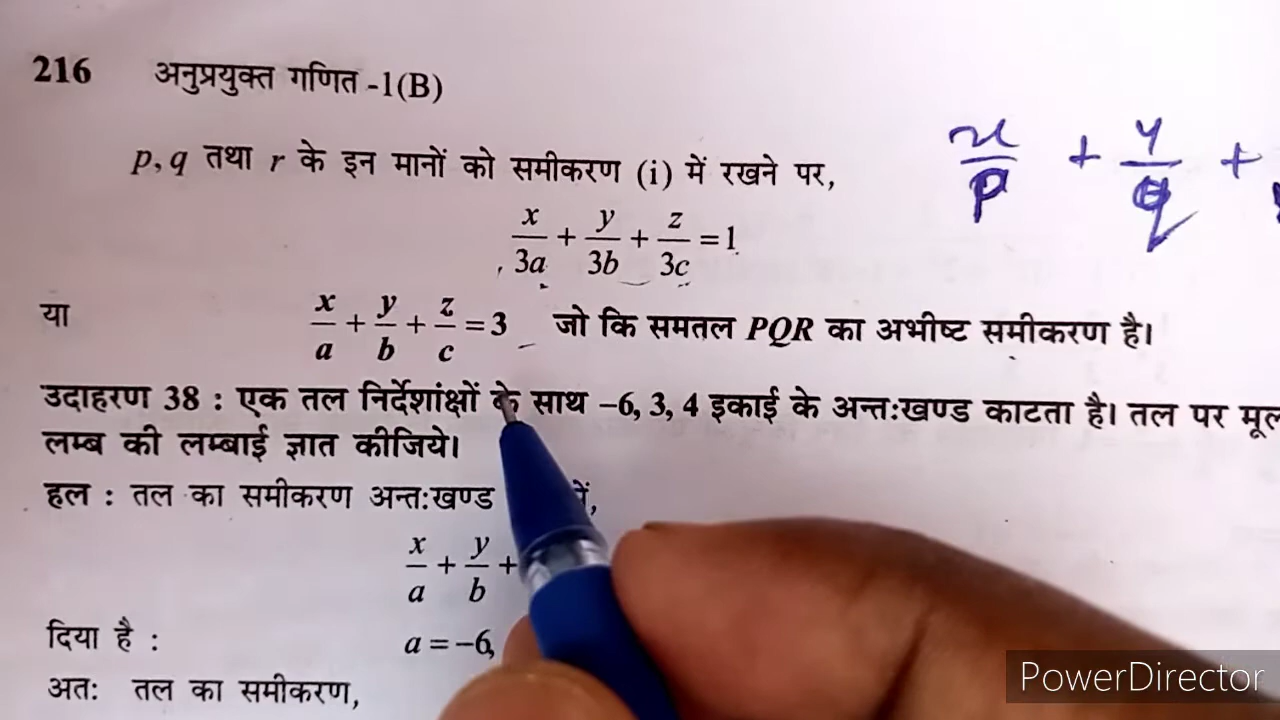 216 अनुप्रयुक्त गणित -1(B)
p, q तथा r के इन मानों को समीकरण (i) में रखने पर,
x/p + y/q +
x/3a + y/3b + z/3c = 1
या x/a + y/b + z/c = 3 जो कि समतल PQR का अभीष्ट समीकरण है।
उदाहरण 38 : एक तल निर्देशांक्षों के साथ –6, 3, 4 इकाई के अन्त:खण्ड काटता है। तल पर
लम्ब की लम्बाई ज्ञात कीजिये।
हल : तल का समीकरण अन्त:खण्ड
x/a + y/b +
दिया है : a = –6,
अत: तल का समीकरण,
PowerDirector